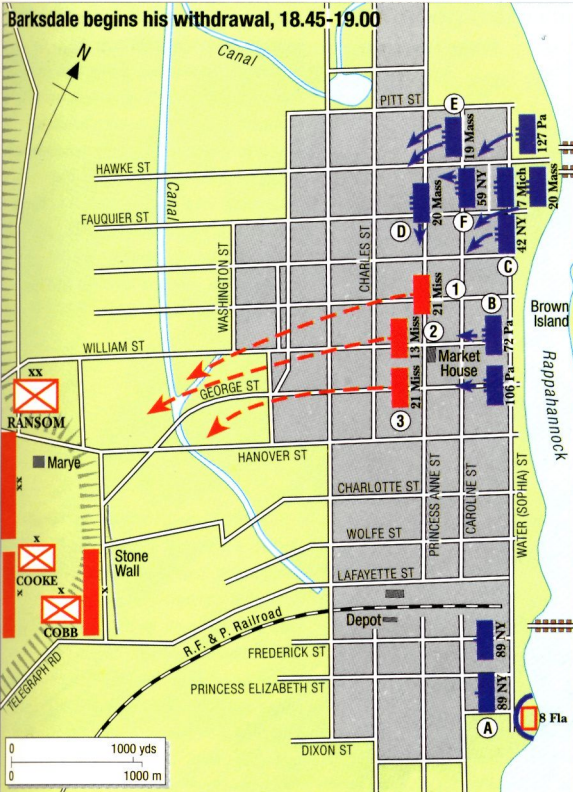 Barksdale begins his withdrawal, 18.45-19.00
N
Canal
PITT ST
E
19 Mass
127 Pa
HAWKE ST
Canal
20 Mass
59 NY
7 Mich
20 Mass
FAUQUIER ST
D
F
42 NY
WASHINGTON ST
CHARLES ST
C
1
21 Miss
B
Brown
Island
13 Miss
2
72 Pa
WILLIAM ST
Market
House
xx
RANSOM
GEORGE ST
21 Miss
106 Pa
Rappahannock
3
HANOVER ST
Marye
xx
PRINCESS ANNE ST
CAROLINE ST
WATER (SOPHIA) ST
CHARLOTTE ST
WOLFE ST
x
COOKE
Stone
Wall
LAFAYETTE ST
x
x
COBB
x
Depot
R.F. & P. Railroad
89 NY
FREDERICK ST
TELEGRAPH RD
PRINCESS ELIZABETH ST
89 NY
8 Fla
A
DIXON ST
0
1000 yds
0
1000 m